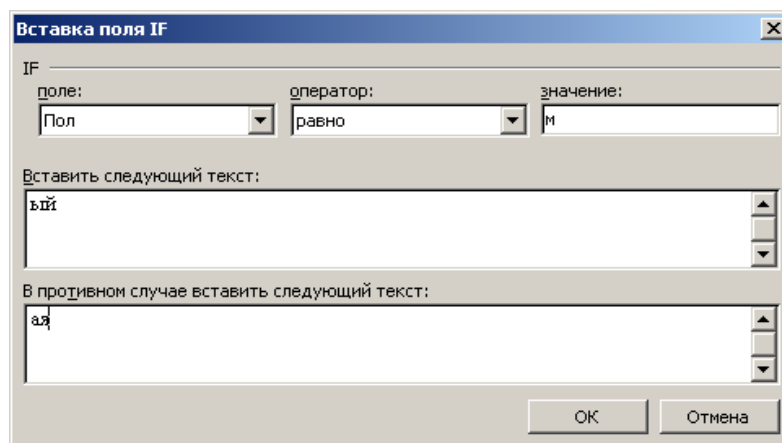 Вставка поля IF
IF
поле: оператор: значение:
Пол равно м
Вставить следующий текст:
ый
В противном случае вставить следующий текст:
ая
ОК Отмена